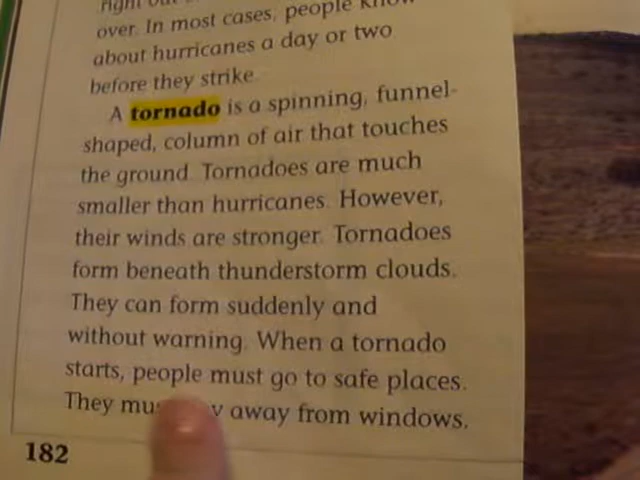 right out
over. In most cases, people know
about hurricanes a day or two
before they strike.
A tornado is a spinning, funnel-
shaped, column of air that touches
the ground. Tornadoes are much
smaller than hurricanes. However,
their winds are stronger. Tornadoes
form beneath thunderstorm clouds.
They can form suddenly and
without warning. When a tornado
starts, people must go to safe places.
They away from windows.
182